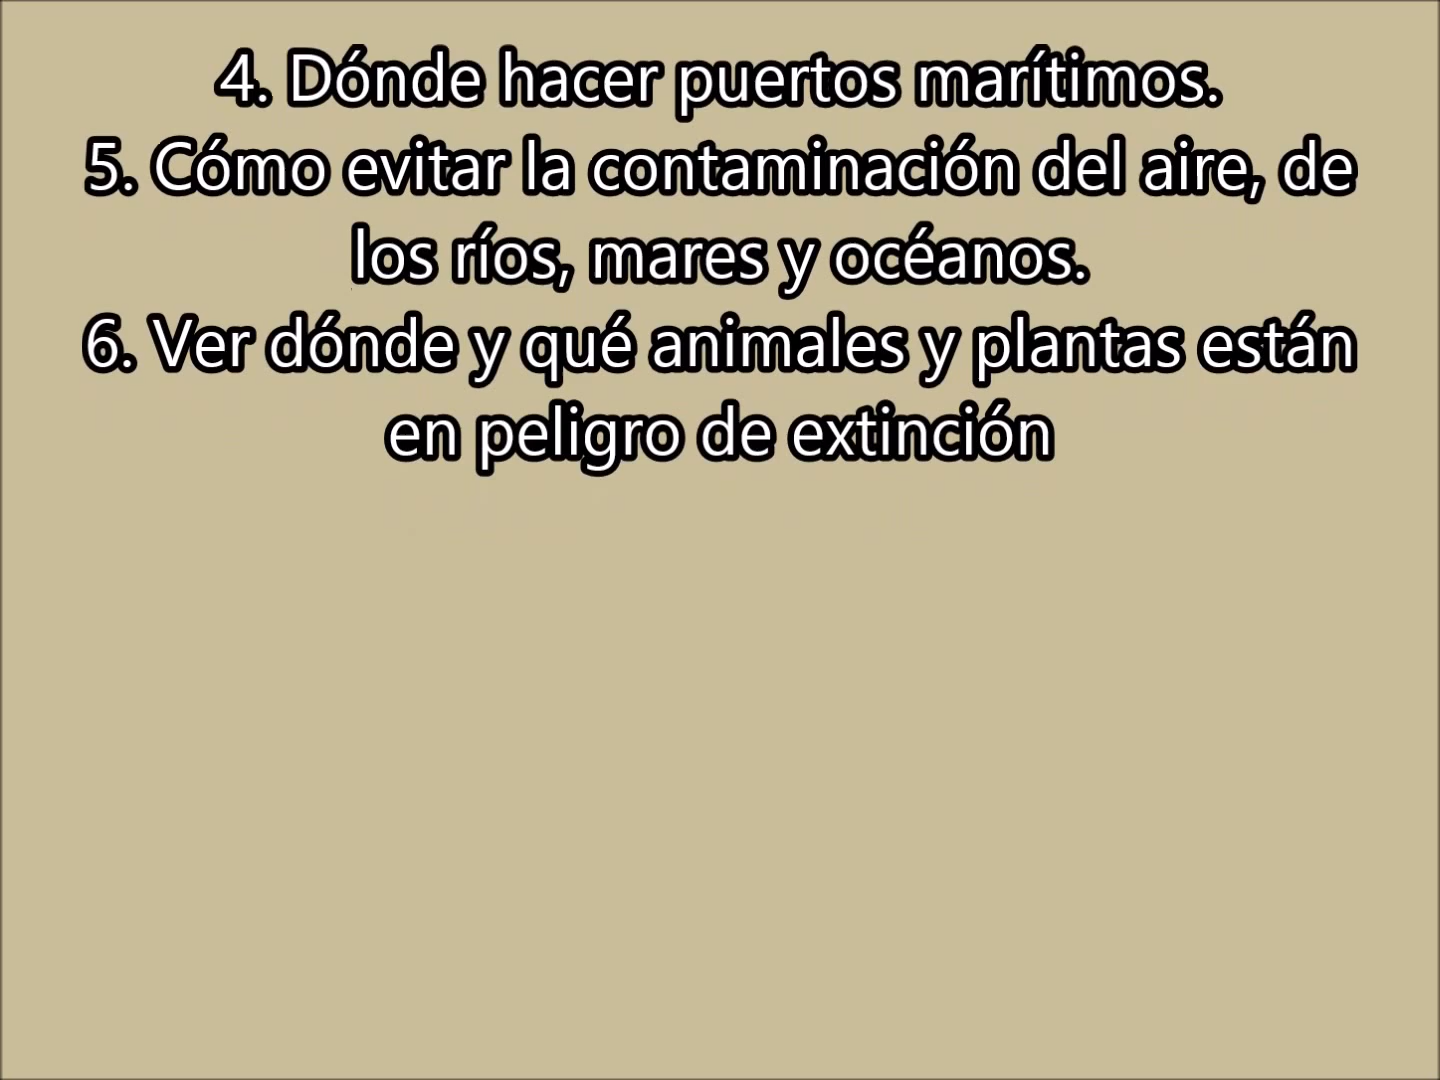 4. Dónde hacer puertos marítimos.
5. Cómo evitar la contaminación del aire, de
los ríos, mares y océanos.
6. Ver dónde y qué animales y plantas están
en peligro de extinción